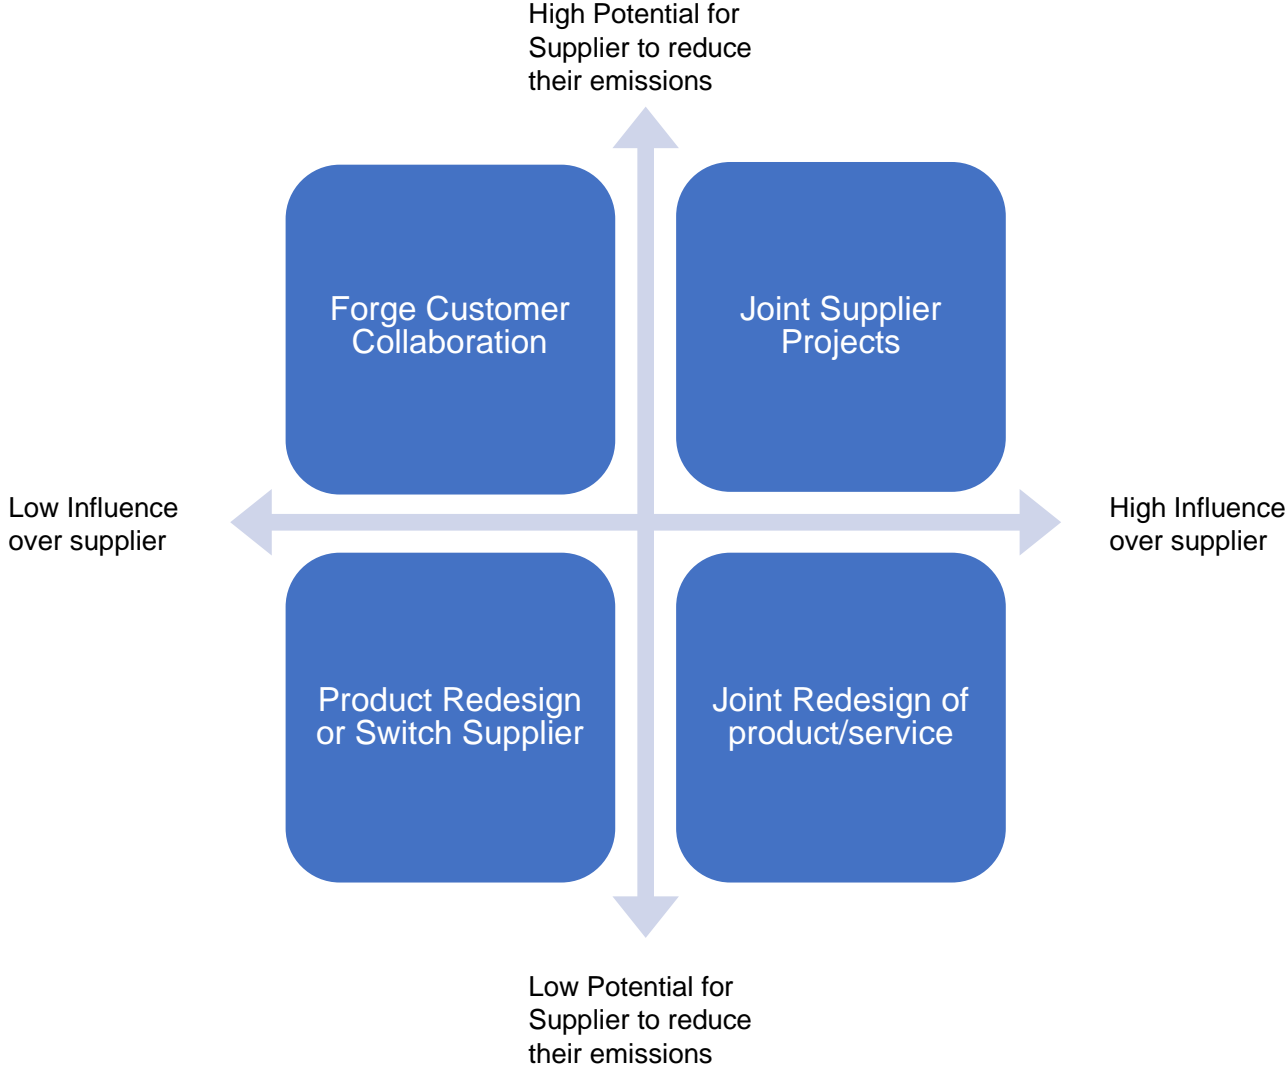 High Potential for
Supplier to reduce
their emissions
Forge Customer
Collaboration
Joint Supplier
Projects
Low Influence
over supplier
High Influence
over supplier
Product Redesign
or Switch Supplier
Joint Redesign of
product/service
Low Potential for
Supplier to reduce
their emissions